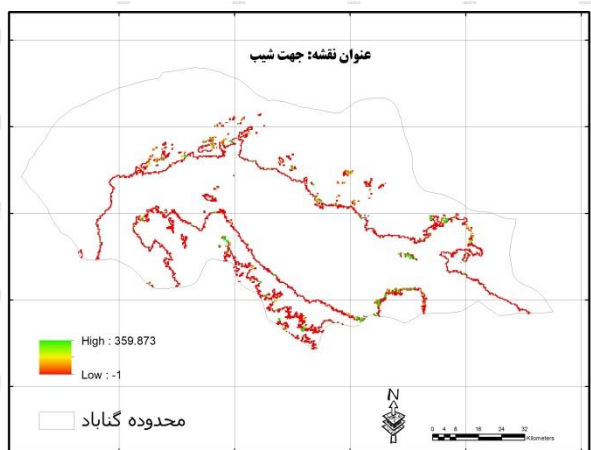 عنوان نقشه: جهت شیب
High : 359.873
Low : -1
محدوده گناباد
N
0 4 8 16 24 32
Kilometers